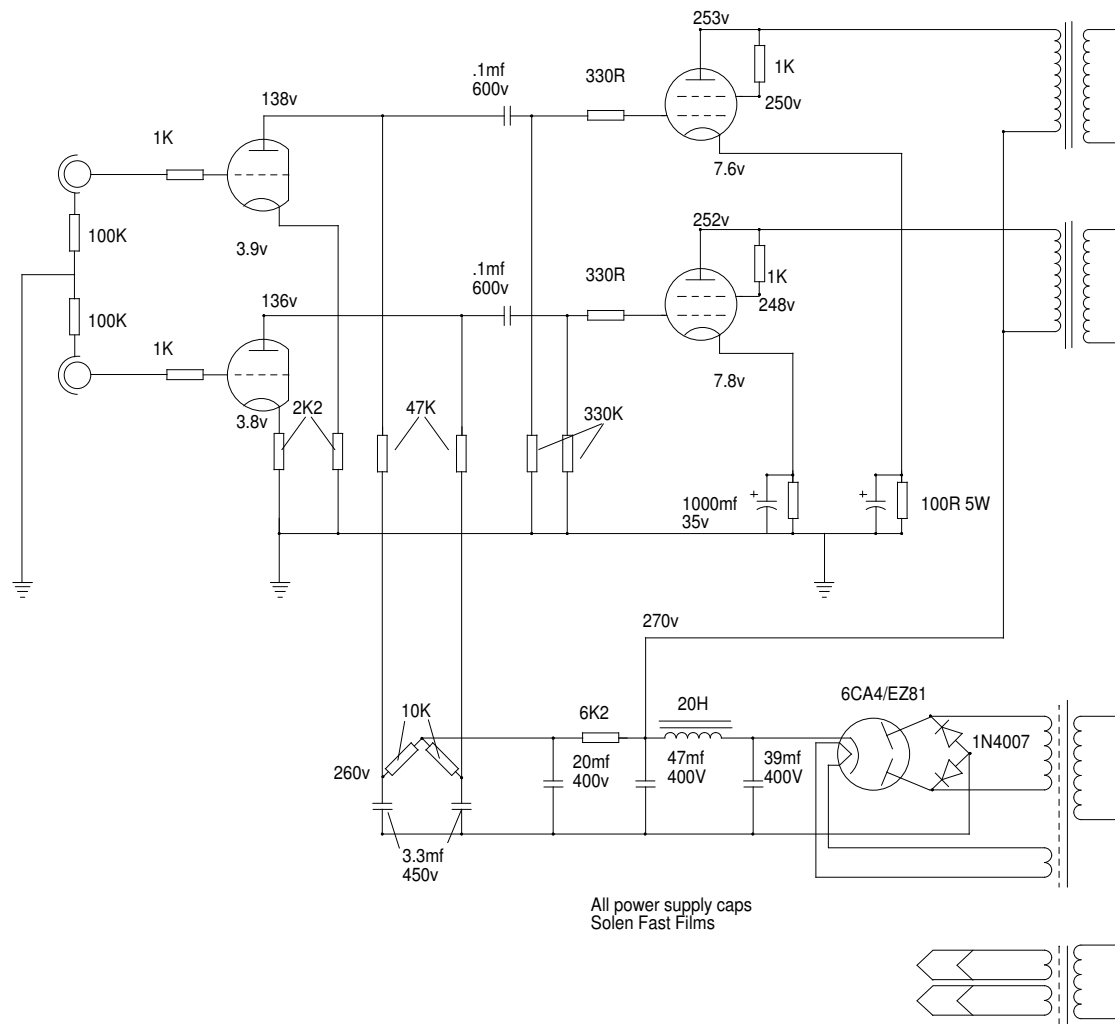 253v
.1mf
600v
330R
1K
250v
138v
1K
7.6v
100K
3.9v
252v
.1mf
600v
330R
1K
248v
136v
100K
1K
7.8v
3.8v
2K2
47K
330K
1000mf
35v
100R 5W
270v
6CA4/EZ81
10K
6K2
20H
1N4007
260v
20mf
400v
47mf
400V
39mf
400V
3.3mf
450v
All power supply caps
Solen Fast Films